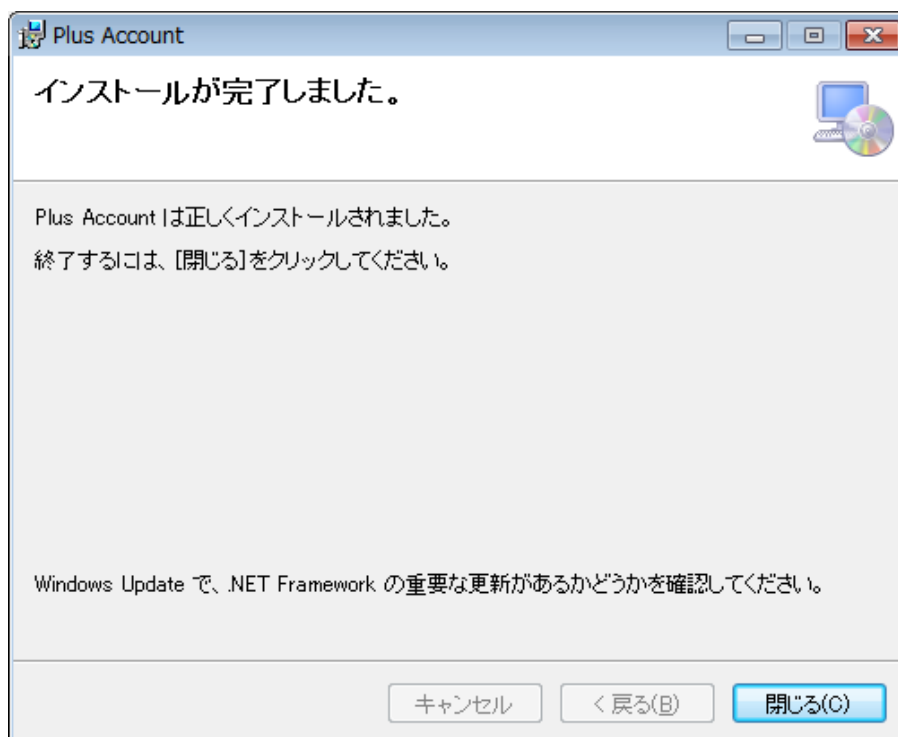 Plus Account
インストールが完了しました。
Plus Account は正しくインストールされました。
終了するには、[閉じる]をクリックしてください。
Windows Update で、.NET Framework の重要な更新があるかどうかを確認してください。
キャンセル
< 戻る(B)
閉じる(C)